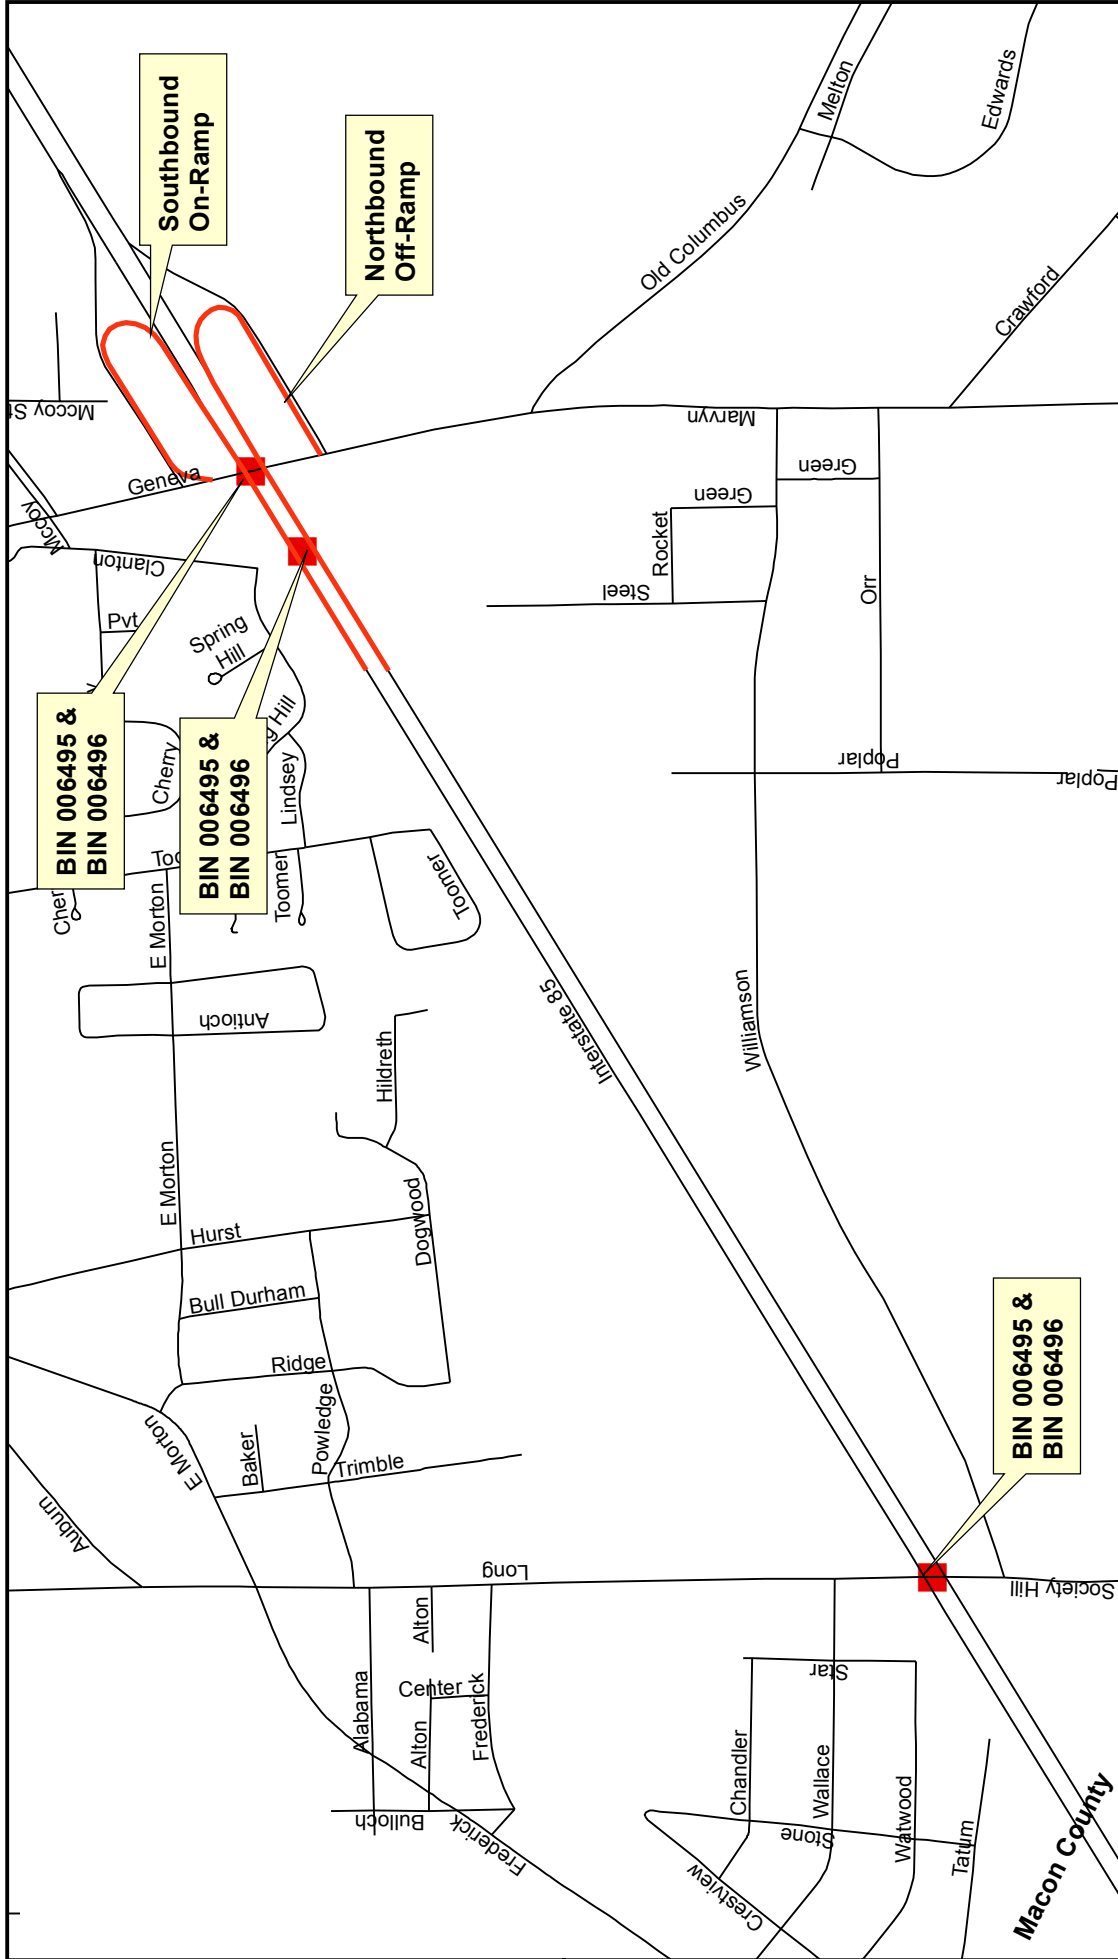 Southbound
On-Ramp
Northbound
Off-Ramp
Melton
Edwards
Old Columbus
Crawford
Mccoy St
Mccoy
Geneva
Marvyn
Clanton
Pvt
Spring
Hill
Green
Green
Rocket
Steel
Orr
Poplar
Poplar
BIN 006495 &
BIN 006496
BIN 006495 &
BIN 006496
Hill
Cherry
Lindsey
Toomer
Toomer
E Morton
Antioch
Interstate 85
Williamson
Hildreth
E Morton
Hurst
Dogwood
Bull Durham
Ridge
Powledge
E Morton
Baker
Trimble
Auburn
BIN 006495 &
BIN 006496
Long
Society Hill
Alton
Alabama
Center
Alton
Frederick
Bulloch
Frederick
Star
Chandler
Wallace
Watwood
Stone
Tatum
Crestview
Macon County